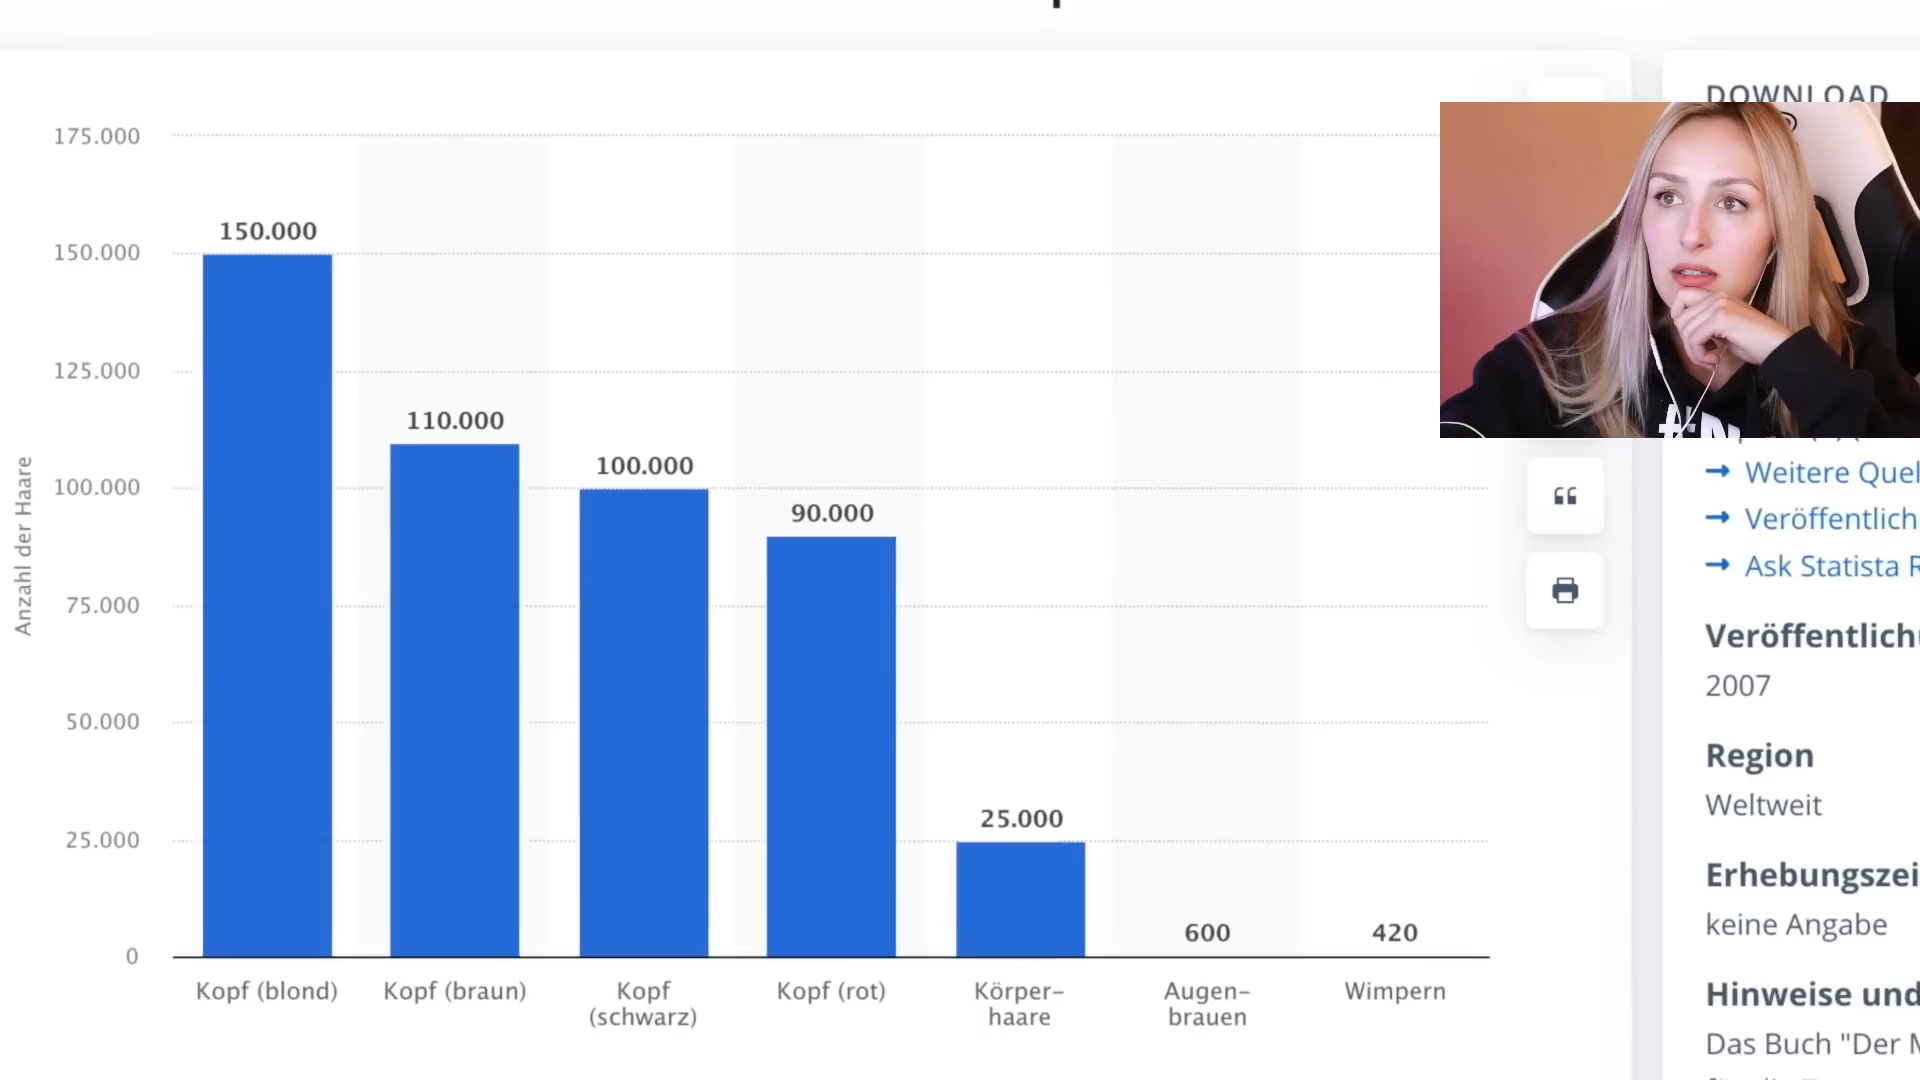 DOWNLOAD
175.000
150.000
125.000
100.000
75.000
50.000
25.000
0
Anzahl der Haare
150.000
110.000
100.000
90.000
25.000
600
420
Kopf (blond)
Kopf (braun)
Kopf
(schwarz)
Kopf (rot)
Körper-
haare
Augen-
brauen
Wimpern
→ Weitere Quel
→ Veröffentlich
→ Ask Statista R
Veröffentlich
2007
Region
Weltweit
Erhebungszei
keine Angabe
Hinweise und
Das Buch "Der M